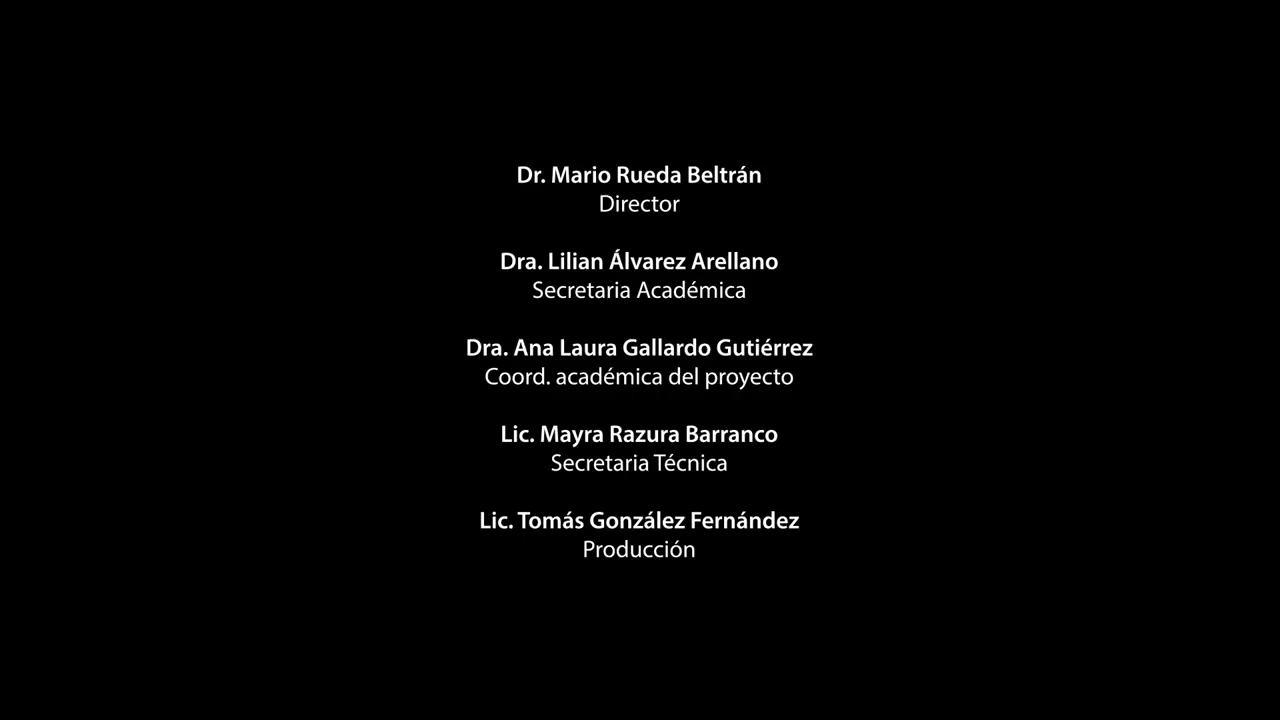 Dr. Mario Rueda Beltrán
Director
Dra. Lilian Álvarez Arellano
Secretaria Académica
Dra. Ana Laura Gallardo Gutiérrez
Coord. académica del proyecto
Lic. Mayra Razura Barranco
Secretaria Técnica
Lic. Tomás González Fernández
Producción